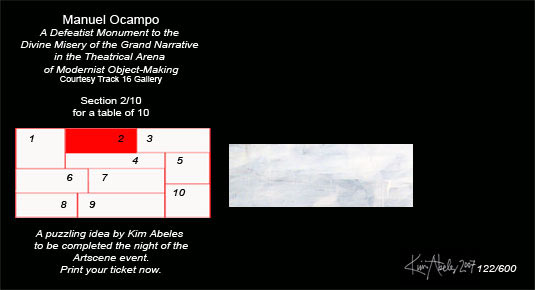 Manuel Ocampo
A Defeatist Monument to the
Divine Misery of the Grand Narrative
in the Theatrical Arena
of Modernist Object-Making
Courtesy Track 16 Gallery
Section 2/10
for a table of 10
1 2 3
4 5
6 7
10
8 9
A puzzling idea by Kim Abeles
to be completed the night of the
Artscene event.
Print your ticket now.
Kim Abeles 2007 122/600